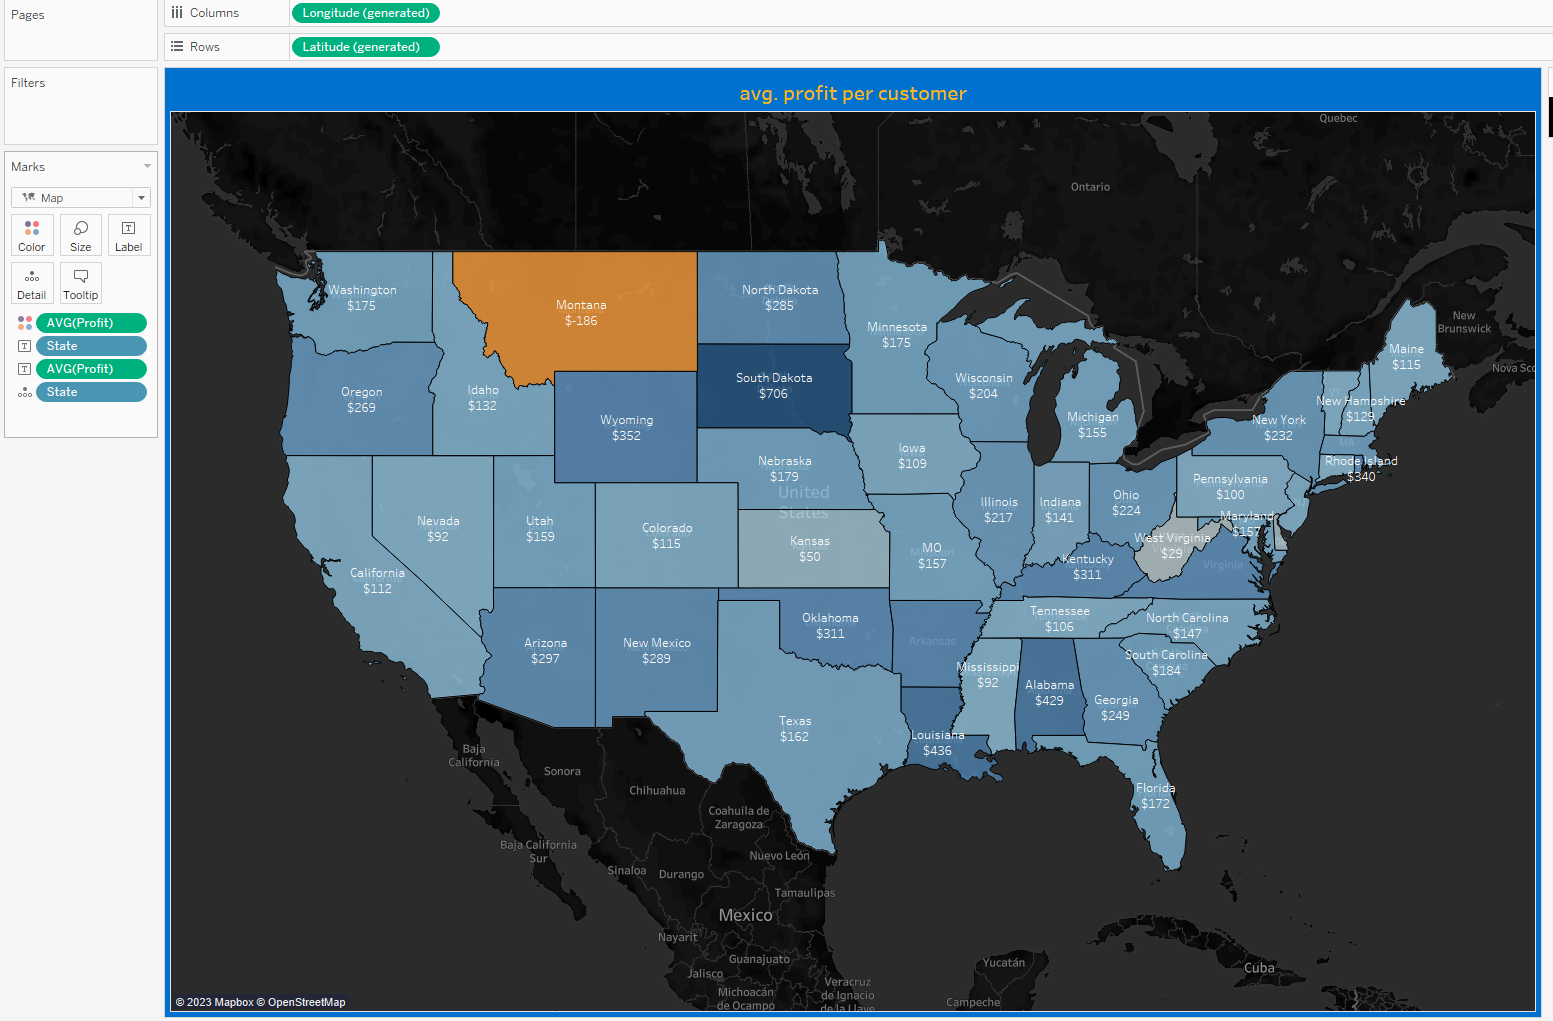 Pages
Columns
Longitude (generated)
Rows
Latitude (generated)
Filters
Marks
Map
Color
Size
Label
Detail
Tooltip
AVG(Profit)
State
AVG(Profit)
State
avg. profit per customer
Quebec
Ontario
New
Brunswick
Nova Sc
Washington
$175
Montana
$-186
North Dakota
$285
Minnesota
$175
Maine
$115
Oregon
$269
Idaho
$132
Wyoming
$352
South Dakota
$706
Wisconsin
$204
Michigan
$155
VT
New Hampshire
$129
New York
$232
MA
Rhode Island
$340
Nebraska
$179
Iowa
$109
United
States
Pennsylvania
$100
Nevada
$92
Utah
$159
Colorado
$115
Kansas
$50
MO
$157
Illinois
$217
Indiana
$141
Ohio
$224
Maryland
$157
West Virginia
$29
Virginia
Kentucky
$311
California
$112
Arizona
$297
New Mexico
$289
Oklahoma
$311
Arkansas
Tennessee
$106
North Carolina
$147
South Carolina
$184
Mississippi
$92
Alabama
$429
Georgia
$249
Texas
$162
Louisiana
$436
Florida
$172
Baja
California
Sonora
Chihuahua
Coahuila de
Zaragoza
Baja California
Sur
Nuevo León
Sinaloa
Durango
Tamaulipas
Mexico
Nayarit
Guanajuato
Jalisco
Michoacán
de Ocampo
Veracruz
de Ignacio
de la Llave
Yucatán
Campeche
Cuba
© 2023 Mapbox © OpenStreetMap